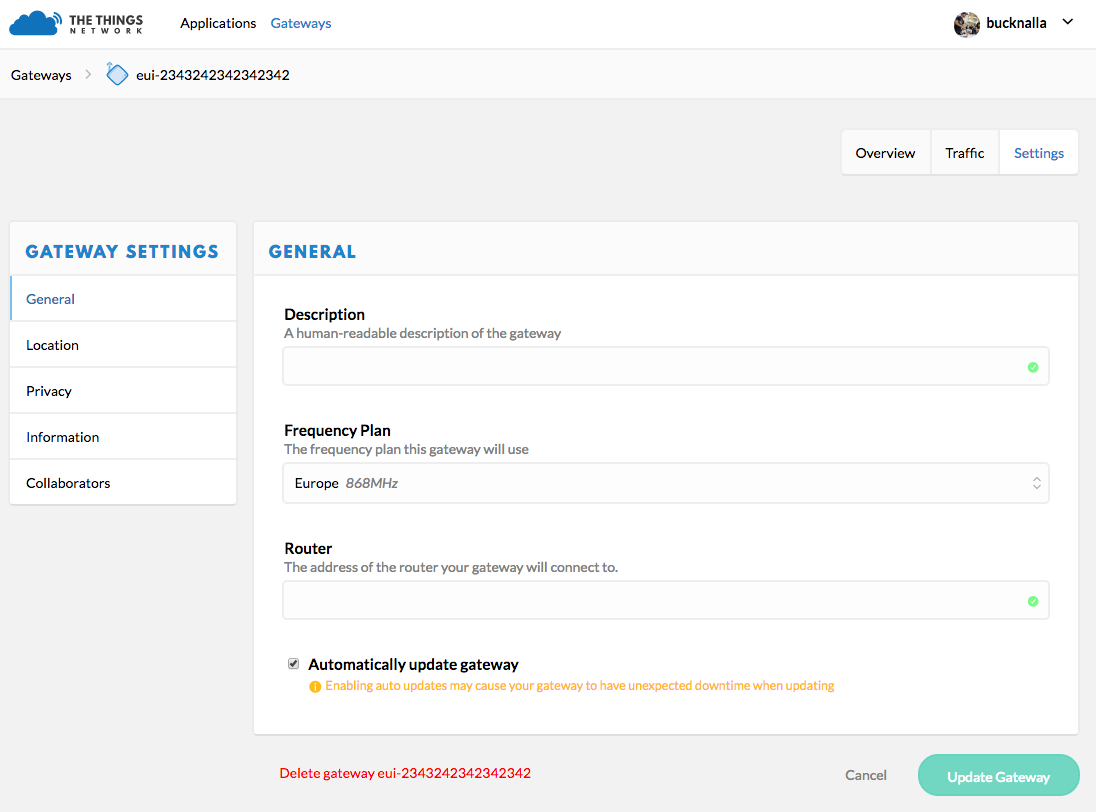 THE THINGS
NETWORK
Applications Gateways
bucknalla
Gateways eui-2343242342342342
Overview Traffic Settings
GATEWAY SETTINGS
General
Location
Privacy
Information
Collaborators
GENERAL
Description
A human-readable description of the gateway
Frequency Plan
The frequency plan this gateway will use
Europe 868MHz
Router
The address of the router your gateway will connect to.
Automatically update gateway
Enabling auto updates may cause your gateway to have unexpected downtime when updating
Delete gateway eui-2343242342342342
Cancel
Update Gateway